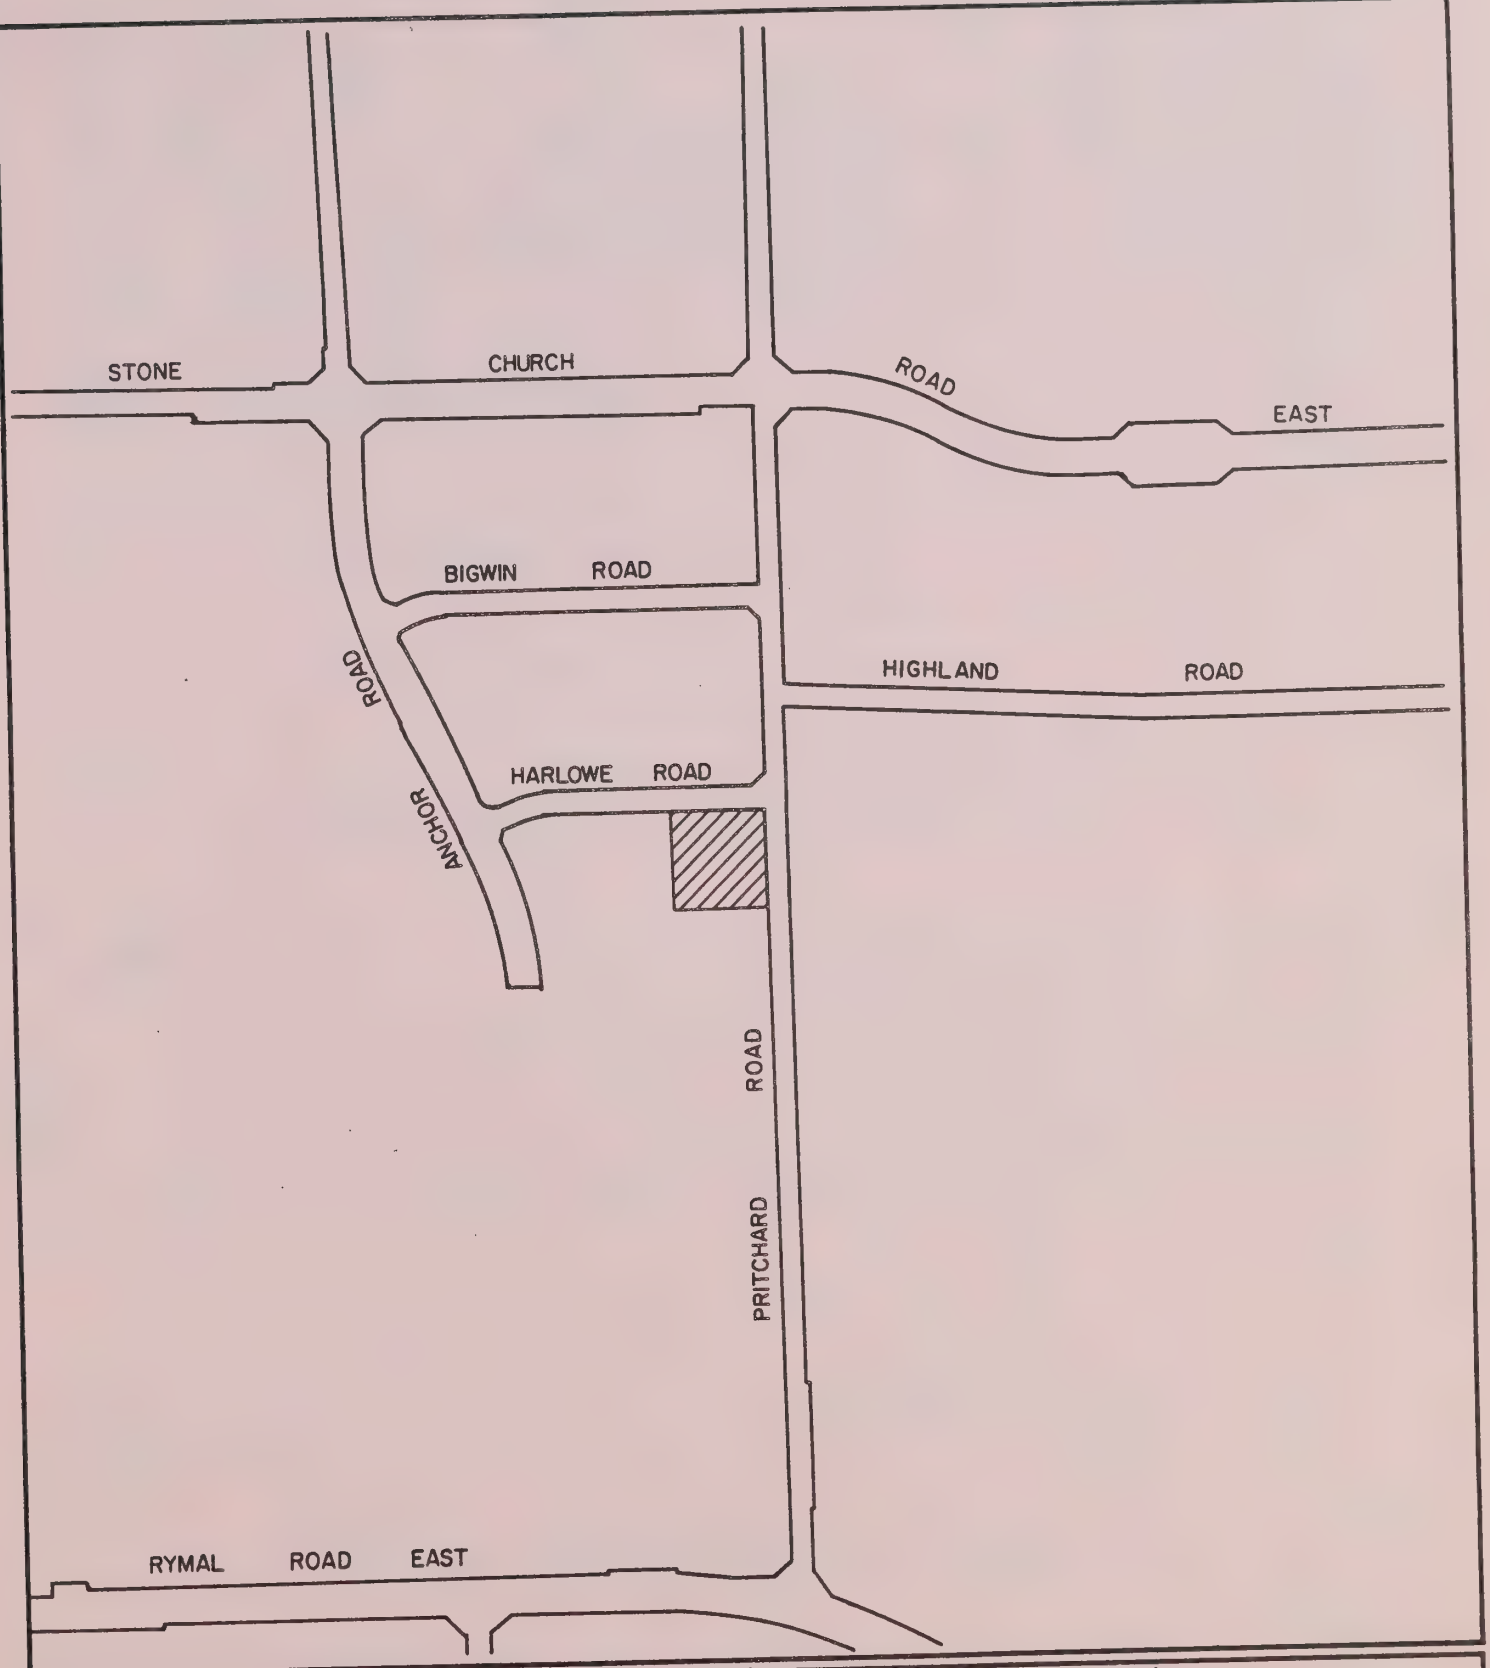 STONE CHURCH ROAD EAST
BIGWIN ROAD
HIGHLAND ROAD
ANCHOR ROAD
HARLOWE ROAD
PRITCHARD ROAD
RYMAL ROAD EAST